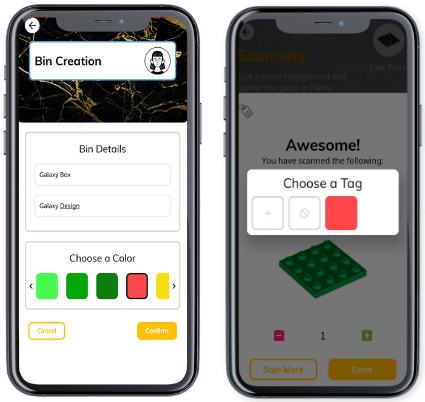 Bin Creation
Bin Details
Galaxy Box
Galaxy Design
Choose a Color
Cancel
Confirm
Scanning
Use a white background and
center the piece in frame
Last Piece
Awesome!
You have scanned the following:
Choose a Tag
1
Scan More
Done